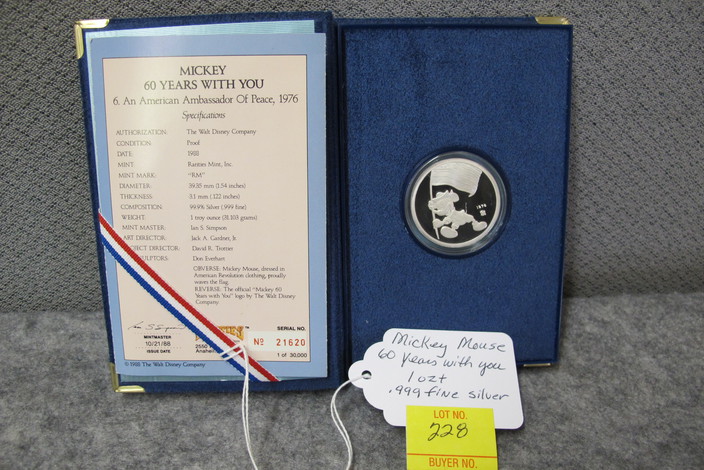 MICKEY
60 YEARS WITH YOU
6. An American Ambassador Of Peace, 1976
Specifications
AUTHORIZATION: The Walt Disney Company
CONDITION: Proof
DATE: 1988
MINT: Rarities Mint, Inc.
MINT MARK: "RM"
DIAMETER: 39.35 mm (1.54 inches)
THICKNESS: 3.1 mm (.122 inches)
COMPOSITION: 99.9% Silver (.999 fine)
WEIGHT: 1 troy ounce (31.103 grams)
MINT MASTER: Ian S. Simpson
ART DIRECTOR: Jack A. Gardner, Jr.
DIRECTOR: David R. Trotter
Don Everhart
OBVERSE: Mickey Mouse, dressed in
American Revolution clothing, proudly
waves the flag.
REVERSE: The official "Mickey 60
Years with You" logo by The Walt Disney
Company
MINTMASTER
10/21/88
ISSUE DATE
2550
Anaheim
SERIAL NO.
Nº 21620
1 of 30,000
© 1988 The Walt Disney Company
1976
Mickey Mouse
60 years with you
1 ozt
.999 fine silver
LOT NO.
228
BUYER NO.